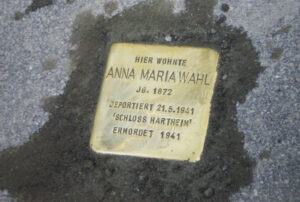 HIER WOHNTE
ANNA MARIA WAHL
JG. 1872
DEPORTIERT 21.5.1941
'SCHLOSS HARTHEIM'
ERMORDET 1941